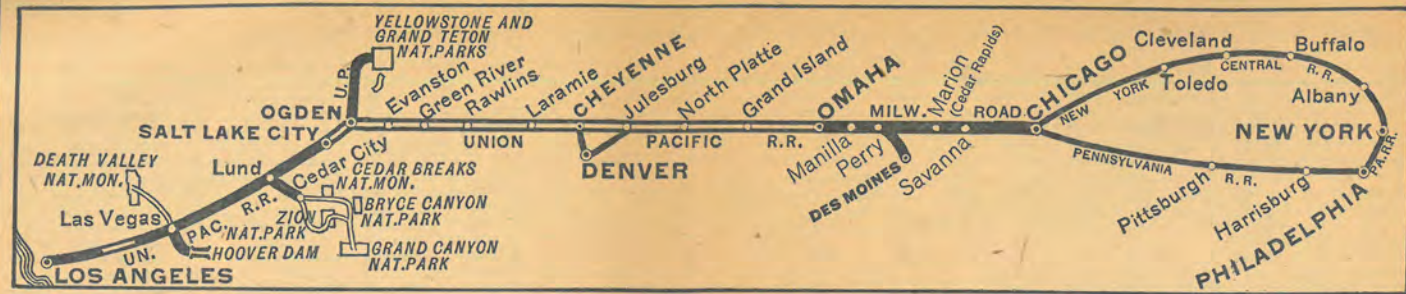 YELLOWSTONE AND
GRAND TETON
NAT. PARKS
U.P.
OGDEN
SALT LAKE CITY
Evanston
Green River
Rawlins
Laramie
CHEYENNE
Julesburg
North Platte
Grand Island
OMAHA
MILW.
Marion
(Cedar Rapids)
ROAD
CHICAGO
Cleveland
Buffalo
NEW YORK CENTRAL R.R.
Toledo
Albany
NEW YORK
PA.R.R.
UNION PACIFIC R.R.
DENVER
Manilla
Perry
DES MOINES
Savanna
PENNSYLVANIA R. R.
Pittsburgh
Harrisburg
PHILADELPHIA
DEATH VALLEY
NAT. MON.
Lund
Cedar City
CEDAR BREAKS
NAT. MON.
BRYCE CANYON
NAT. PARK
ZION
NAT. PARK
GRAND CANYON
NAT. PARK
Las Vegas
UN. PAC. R.R.
HOOVER DAM
LOS ANGELES